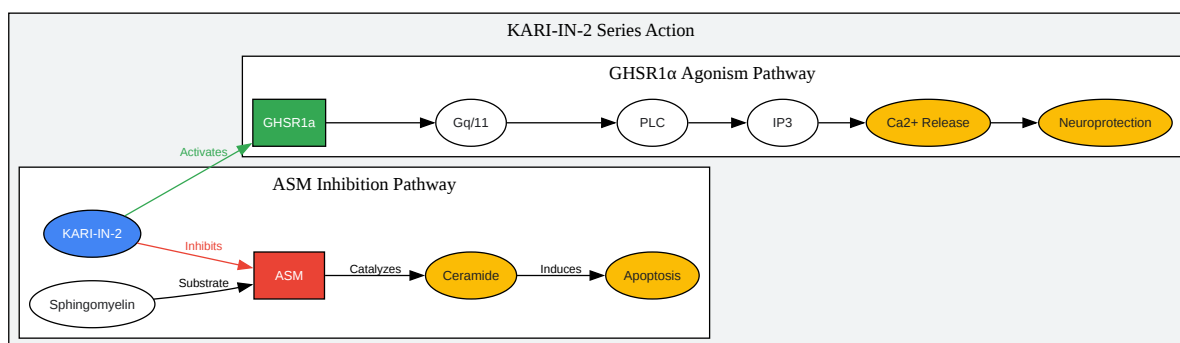 KARI-IN-2 Series Action
GHSR1α Agonism Pathway
GHSR1a
Gq/11
PLC
IP3
Ca2+ Release
Neuroprotection
Activates
ASM Inhibition Pathway
KARI-IN-2
Inhibits
ASM
Catalyzes
Ceramide
Induces
Apoptosis
Substrate
Sphingomyelin